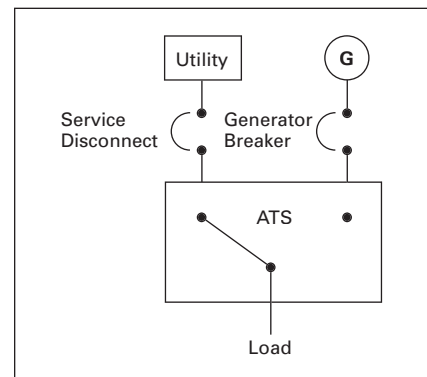 Utility
G
Service
Disconnect
Generator
Breaker
ATS
Load